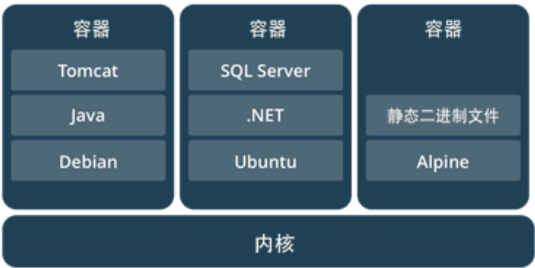 容器
Tomcat
Java
Debian
容器
SQL Server
.NET
Ubuntu
容器
静态二进制文件
Alpine
内核